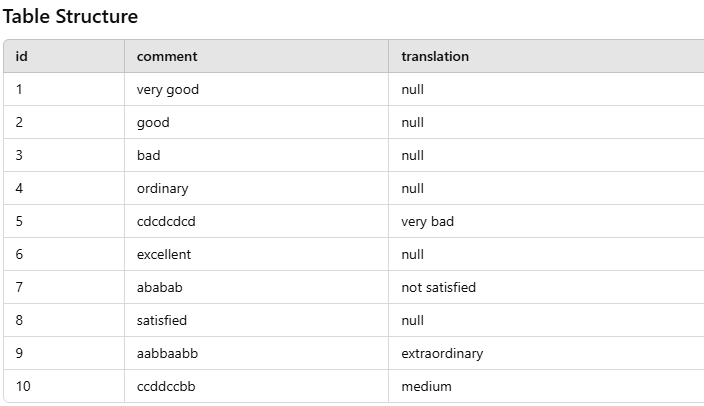 Table Structure
id comment translation
1 very good null
2 good null
3 bad null
4 ordinary null
5 cdcdcdcd very bad
6 excellent null
7 ababab not satisfied
8 satisfied null
9 aabbaabb extraordinary
10 ccddccbb medium